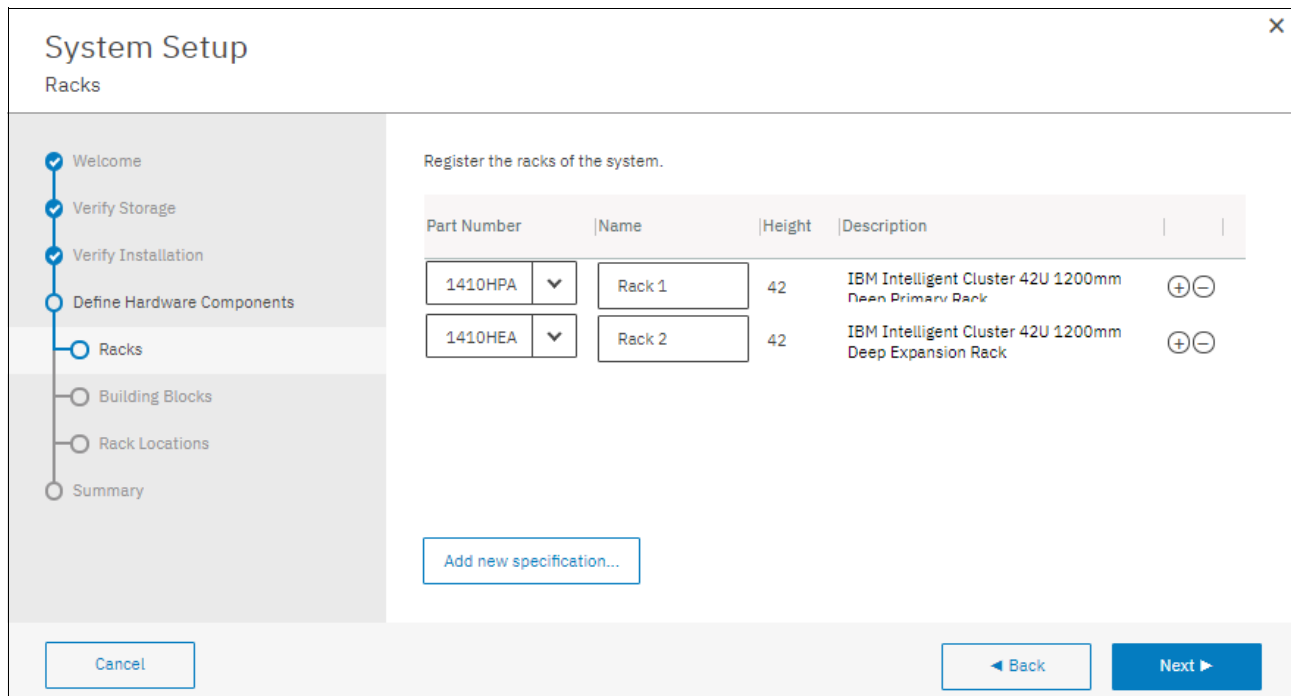 System Setup
Racks
Welcome
Verify Storage
Verify Installation
Define Hardware Components
Racks
Building Blocks
Rack Locations
Summary
Register the racks of the system.
Part Number Name Height Description
1410HPA Rack 1 42 IBM Intelligent Cluster 42U 1200mm
Deep Primary Rack
1410HEA Rack 2 42 IBM Intelligent Cluster 42U 1200mm
Deep Expansion Rack
Add new specification...
Cancel Back Next